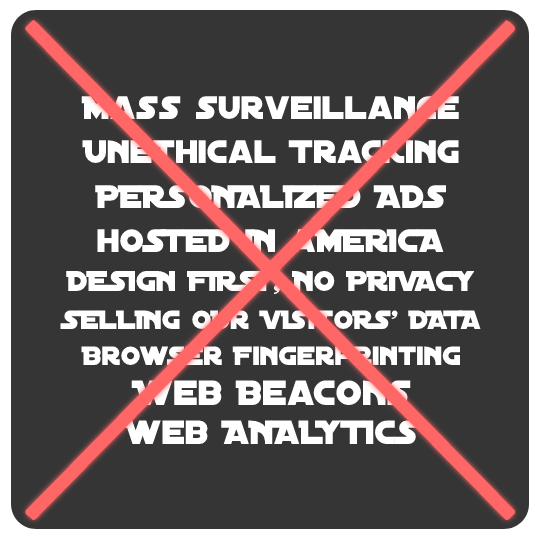 MASS SURVEILLANCE
UNETHICAL TRACKING
PERSONALIZED ADS
HOSTED IN AMERICA
DESIGN FIRST, NO PRIVACY
SELLING OUR VISITORS' DATA
BROWSER FINGERPRINTING
WEB BEACONS
WEB ANALYTICS